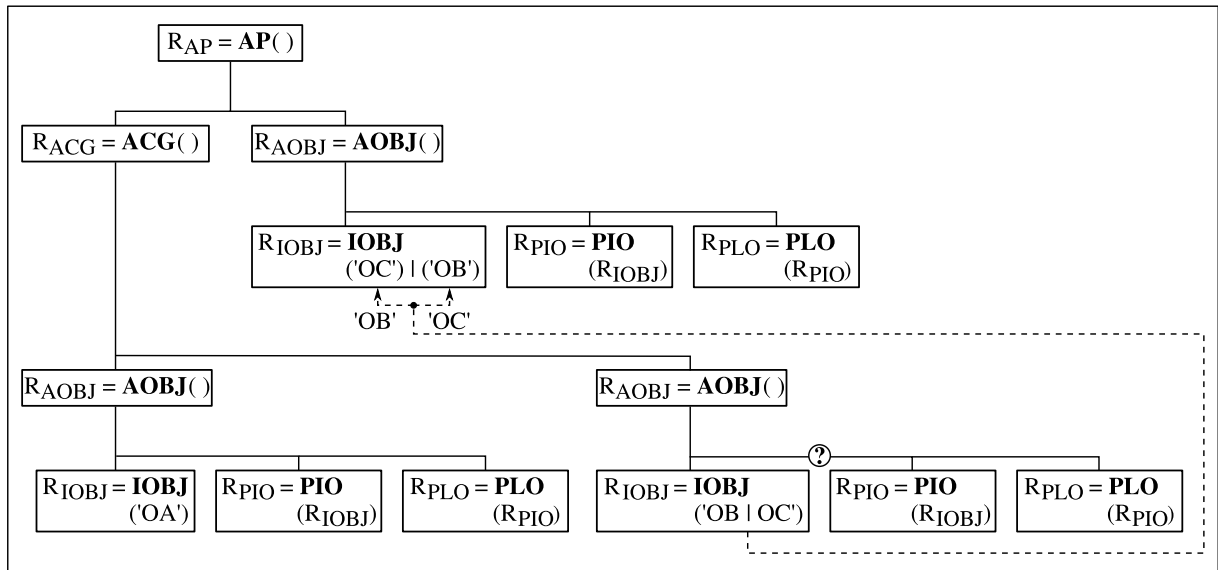 R_AP = AP( )
R_ACG = ACG( )
R_AOBJ = AOBJ( )
R_IOBJ = IOBJ
('OC') | ('OB')
R_PIO = PIO
(R_IOBJ)
R_PLO = PLO
(R_PIO)
'OB'
'OC'
R_AOBJ = AOBJ( )
R_AOBJ = AOBJ( )
?
R_IOBJ = IOBJ
('OA')
R_PIO = PIO
(R_IOBJ)
R_PLO = PLO
(R_PIO)
R_IOBJ = IOBJ
('OB | OC')
R_PIO = PIO
(R_IOBJ)
R_PLO = PLO
(R_PIO)